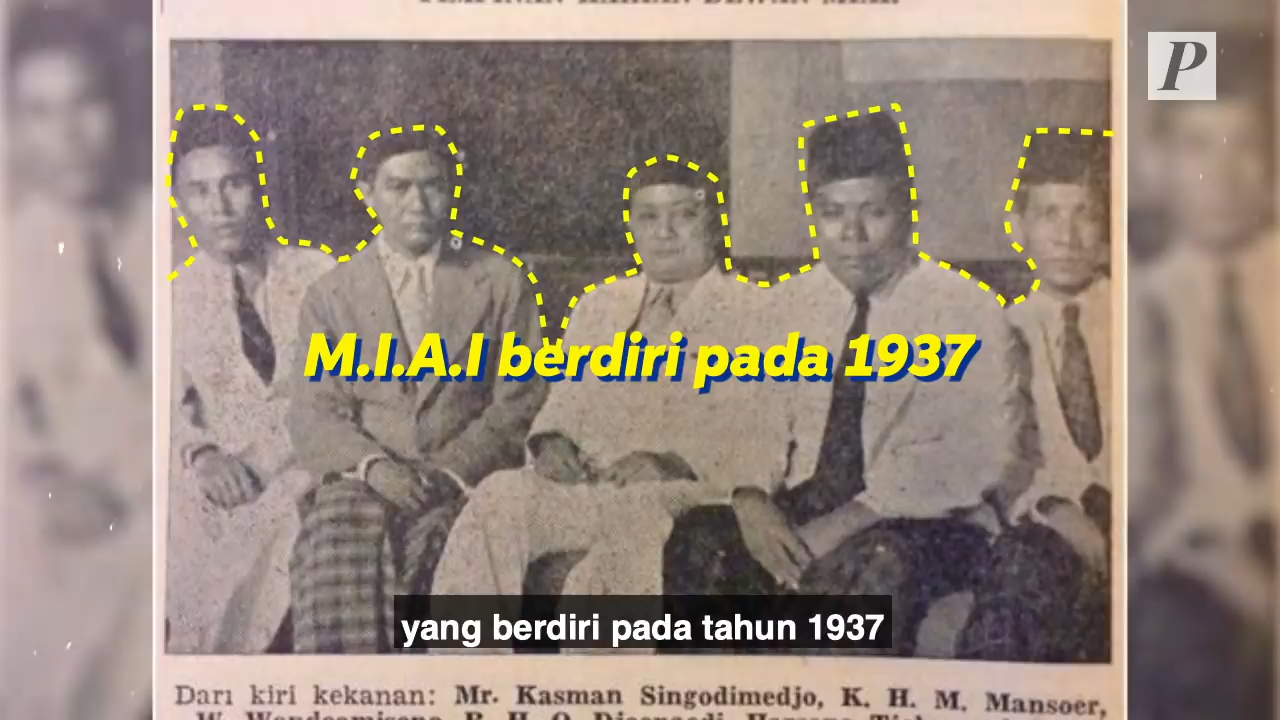 P
M.I.A.I berdiri pada 1937
yang berdiri pada tahun 1937
Dari kiri kekanan: Mr. Kasman Singodimedjo, K. H. M. Mansoer,